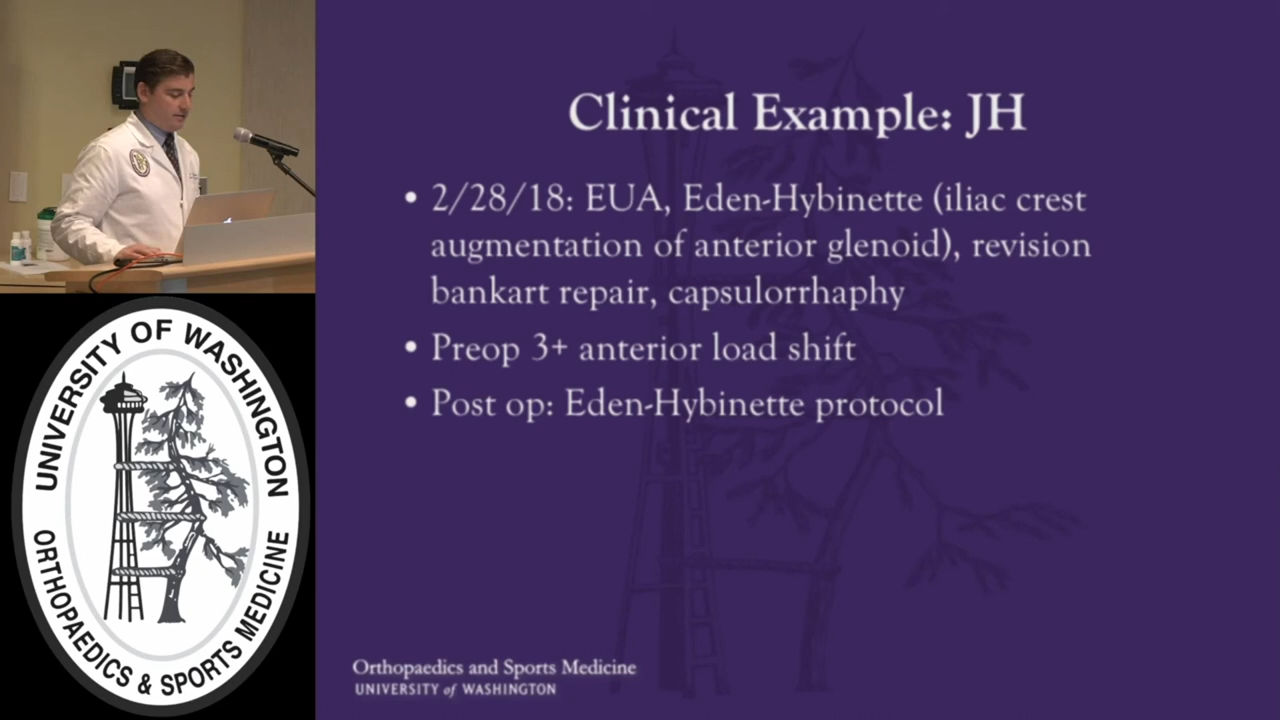 Clinical Example: JH
• 2/28/18: EUA, Eden-Hybinette (iliac crest
augmentation of anterior glenoid), revision
bankart repair, capsulorrhaphy
• Preop 3+ anterior load shift
• Post op: Eden-Hybinette protocol
UNIVERSITY OF WASHINGTON
ORTHOPAEDICS & SPORTS MEDICINE
Orthopaedics and Sports Medicine
UNIVERSITY of WASHINGTON